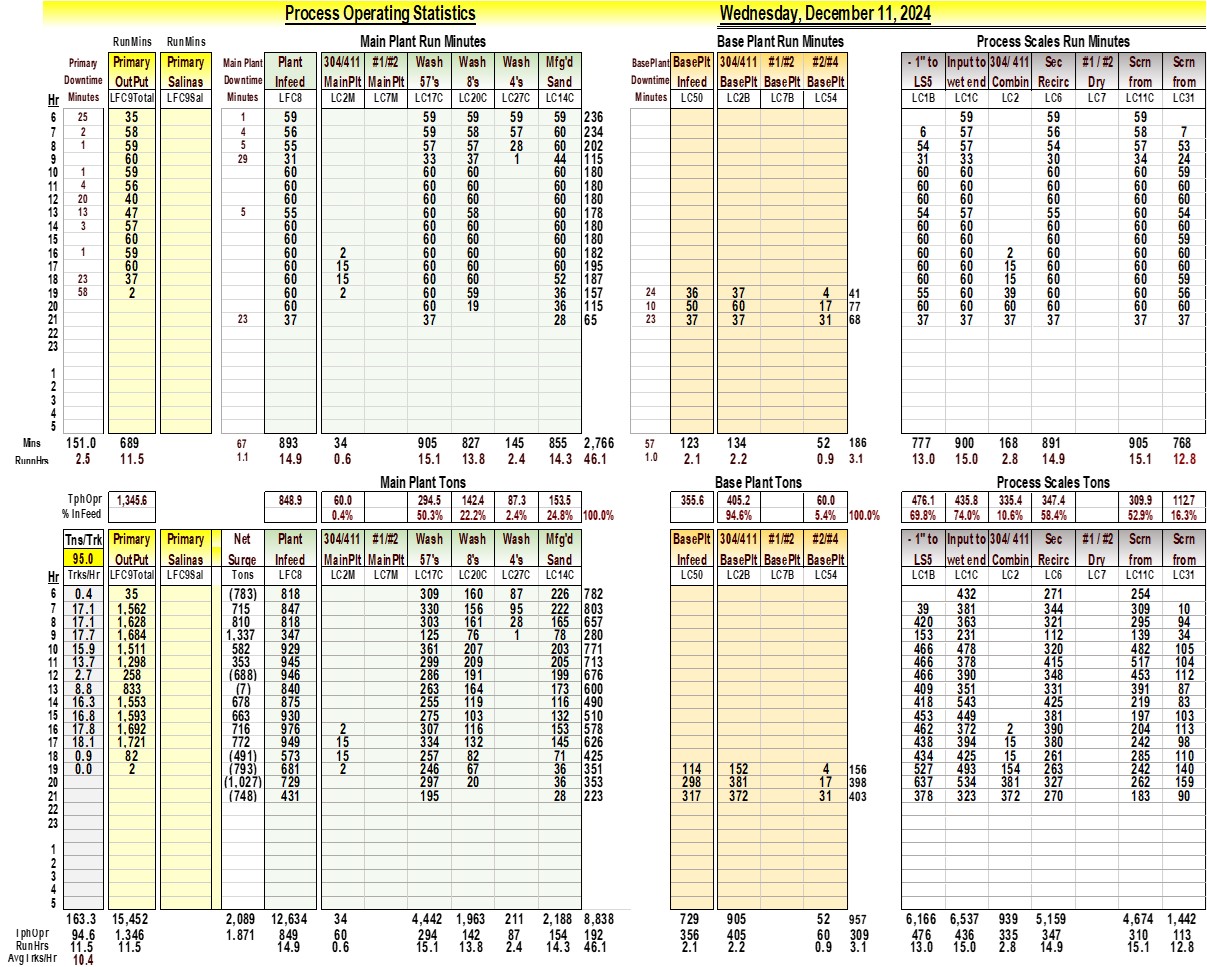 Process Operating Statistics Wednesday, December 11, 2024
RunMins RunMins Main Plant Run Minutes Base Plant Run Minutes Process Scales Run Minutes
Primary Primary Primary Main Plant Plant 304/411 #1/#2 Wash Wash Wash Mfg'd BasePlant BasePlt 304/411 #1/#2 #2/#4 - 1" to Input to 304/ 411 Sec #1 / #2 Scrn Scrn
Downtime OutPut Salinas Downtime Infeed MainPlt MainPlt 57's 8's 4's Sand Downtime Infeed BasePlt BasePlt BasePlt LS5 wet end Combin Recirc Dry from from
Hr Minutes LFC9Total LFC9Sal Minutes LFC8 LC2M LC7M LC17C LC20C LC27C LC14C Minutes LC50 LC2B LC7B LC54 LC1B LC1C LC2 LC6 LC7 LC11C LC31
6 25 35 1 59 59 59 59 59 236 59 59 59
7 2 58 4 56 59 58 57 60 234 6 57 56 58 7
8 1 59 5 55 57 57 28 60 202 54 57 54 57 53
9 60 29 31 33 37 1 44 115 31 33 30 34 24
10 1 59 60 60 60 60 180 60 60 60 60 59
11 4 56 60 60 60 60 180 60 60 60 60 59
12 20 40 60 60 60 60 180 60 60 60 60 60
13 13 47 5 55 60 58 60 178 54 57 55 60 54
14 3 57 60 60 60 60 180 60 60 60 60 60
15 60 60 60 60 60 180 60 60 60 60 59
16 1 59 60 2 60 60 60 182 60 60 2 60 60 59
17 60 60 15 60 60 60 195 60 60 15 60 60 60
18 23 37 60 15 60 60 52 187 60 60 15 60 60 59
19 58 2 60 2 60 59 36 157 24 36 37 4 41 55 60 39 60 60 56
20 60 60 19 36 115 10 50 60 17 77 60 60 60 60 60 60
21 23 37 37 28 65 23 37 37 31 68 37 37 37 37 37 37
22
23
1
2
3
4
5
Mins 151.0 689 67 893 34 905 827 145 855 2,766 57 123 134 52 186 777 900 168 891 905 768
RunnHrs 2.5 11.5 1.1 14.9 0.6 15.1 13.8 2.4 14.3 46.1 1.0 2.1 2.2 0.9 3.1 13.0 15.0 2.8 14.9 15.1 12.8
Main Plant Tons Base Plant Tons Process Scales Tons
TphOpr 1,345.6 848.9 60.0 294.5 142.4 87.3 153.5 355.6 405.2 60.0 476.1 435.8 335.4 347.4 309.9 112.7
% InFeed 0.4% 50.3% 22.2% 2.4% 24.8% 100.0% 94.6% 5.4% 100.0% 69.8% 74.0% 10.6% 58.4% 52.9% 16.3%
Tns/Trk Primary Primary Net Plant 304/411 #1/#2 Wash Wash Wash Mfg'd BasePlt 304/411 #1/#2 #2/#4 - 1" to Input to 304/ 411 Sec #1 / #2 Scrn Scrn
95.0 OutPut Salinas Surge Infeed MainPlt MainPlt 57's 8's 4's Sand Infeed BasePlt BasePlt BasePlt LS5 wet end Combin Recirc Dry from from
Hr Trks/Hr LFC9Total LFC9Sal Tons LFC8 LC2M LC7M LC17C LC20C LC27C LC14C LC50 LC2B LC7B LC54 LC1B LC1C LC2 LC6 LC7 LC11C LC31
6 0.4 35 (783) 818 309 160 87 226 782 432 271 254
7 17.1 1,562 715 847 330 156 95 222 803 39 381 344 309 10
8 17.1 1,628 810 818 303 161 28 165 657 420 363 321 295 94
9 17.7 1,684 1,337 347 125 76 1 78 280 153 231 112 139 34
10 15.9 1,511 582 929 361 207 203 771 466 478 320 482 105
11 13.7 1,298 353 945 299 209 205 713 466 378 415 517 104
12 2.7 258 (688) 946 286 191 199 676 466 390 348 453 112
13 8.8 833 (7) 840 263 164 173 600 409 351 331 391 87
14 16.3 1,553 678 875 255 119 116 490 418 543 425 219 83
15 16.8 1,593 663 930 275 103 132 510 453 449 381 197 103
16 17.8 1,692 716 976 2 307 116 153 578 462 372 2 390 204 113
17 18.1 1,721 772 949 15 334 132 145 626 438 394 15 380 242 98
18 0.9 82 (491) 573 15 257 82 71 425 434 425 15 261 285 110
19 0.0 2 (793) 681 2 246 67 36 351 114 152 4 156 527 493 154 263 242 140
20 (1,027) 729 297 20 36 353 298 381 17 398 637 534 381 327 262 159
21 (748) 431 195 28 223 317 372 31 403 378 323 372 270 183 90
22
23
1
2
3
4
5
163.3 15,452 2,089 12,634 34 4,442 1,963 211 2,188 8,838 729 905 52 957 6,166 6,537 939 5,159 4,674 1,442
TphOpr 94.6 1,346 1,871 849 60 294 142 87 154 192 356 405 60 309 476 436 335 347 310 113
RunHrs 11.5 11.5 14.9 0.6 15.1 13.8 2.4 14.3 46.1 2.1 2.2 0.9 3.1 13.0 15.0 2.8 14.9 15.1 12.8
AvgTrks/Hr 10.4